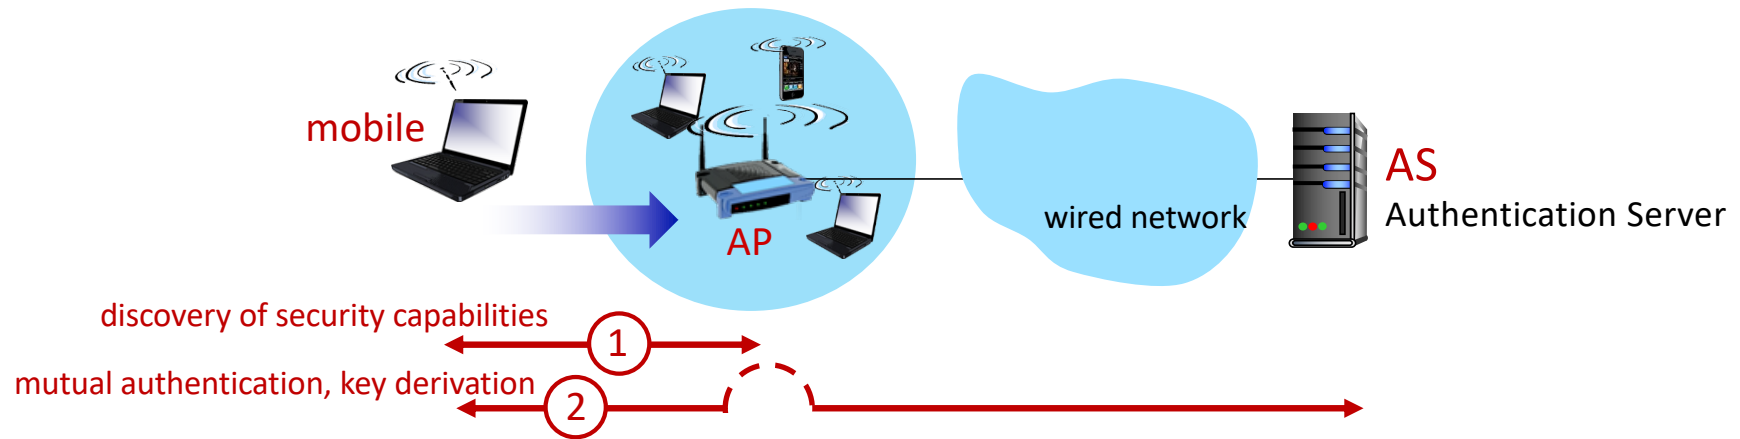 mobile
AP
wired network
AS
Authentication Server
discovery of security capabilities
1
mutual authentication, key derivation
2